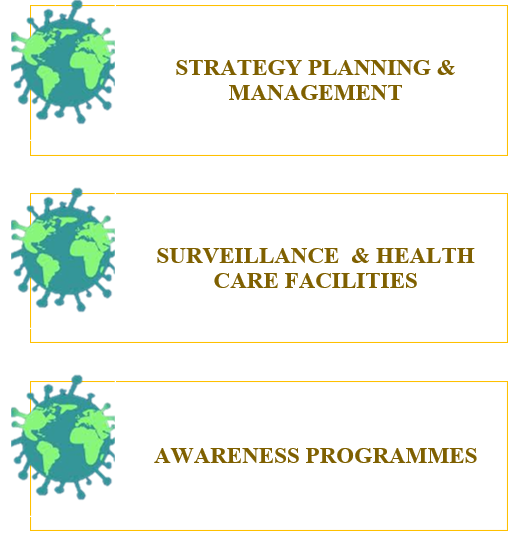 STRATEGY PLANNING &
MANAGEMENT
SURVEILLANCE  & HEALTH
CARE FACILITIES
AWARENESS PROGRAMMES